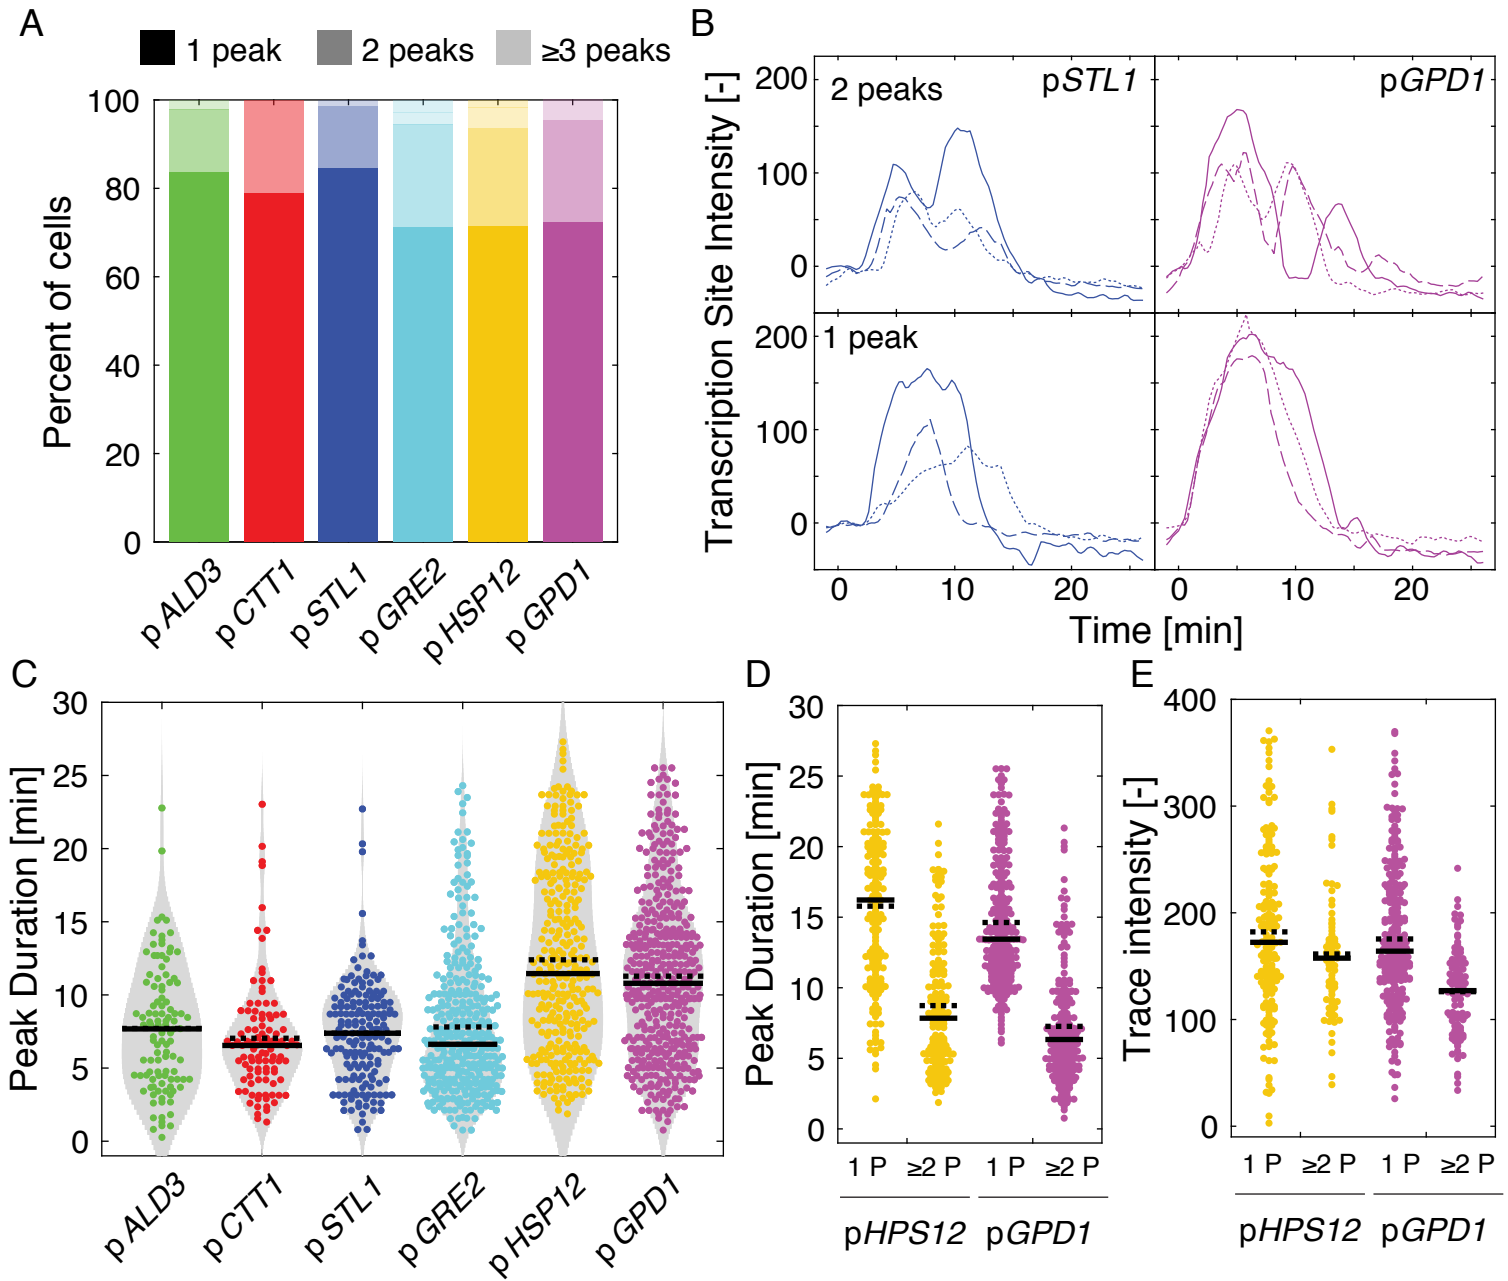 A
1 peak 2 peaks ≥3 peaks
Percent of cells
100
80
60
40
20
0
pALD3 pCTT1 pSTL1 pGRE2 pHSP12 pGPD1
B
Transcription Site Intensity [-]
2 peaks pSTL1 pGPD1
200
100
0
1 peak
200
100
0
0 10 20 0 10 20
Time [min]
C
Peak Duration [min]
30
25
20
15
10
5
0
pALD3 pCTT1 pSTL1 pGRE2 pHSP12 pGPD1
D
Peak Duration [min]
30
25
20
15
10
5
0
1 P ≥2 P 1 P ≥2 P
pHPS12 pGPD1
E
Trace intensity [-]
400
300
200
100
0
1 P ≥2 P 1 P ≥2 P
pHPS12 pGPD1